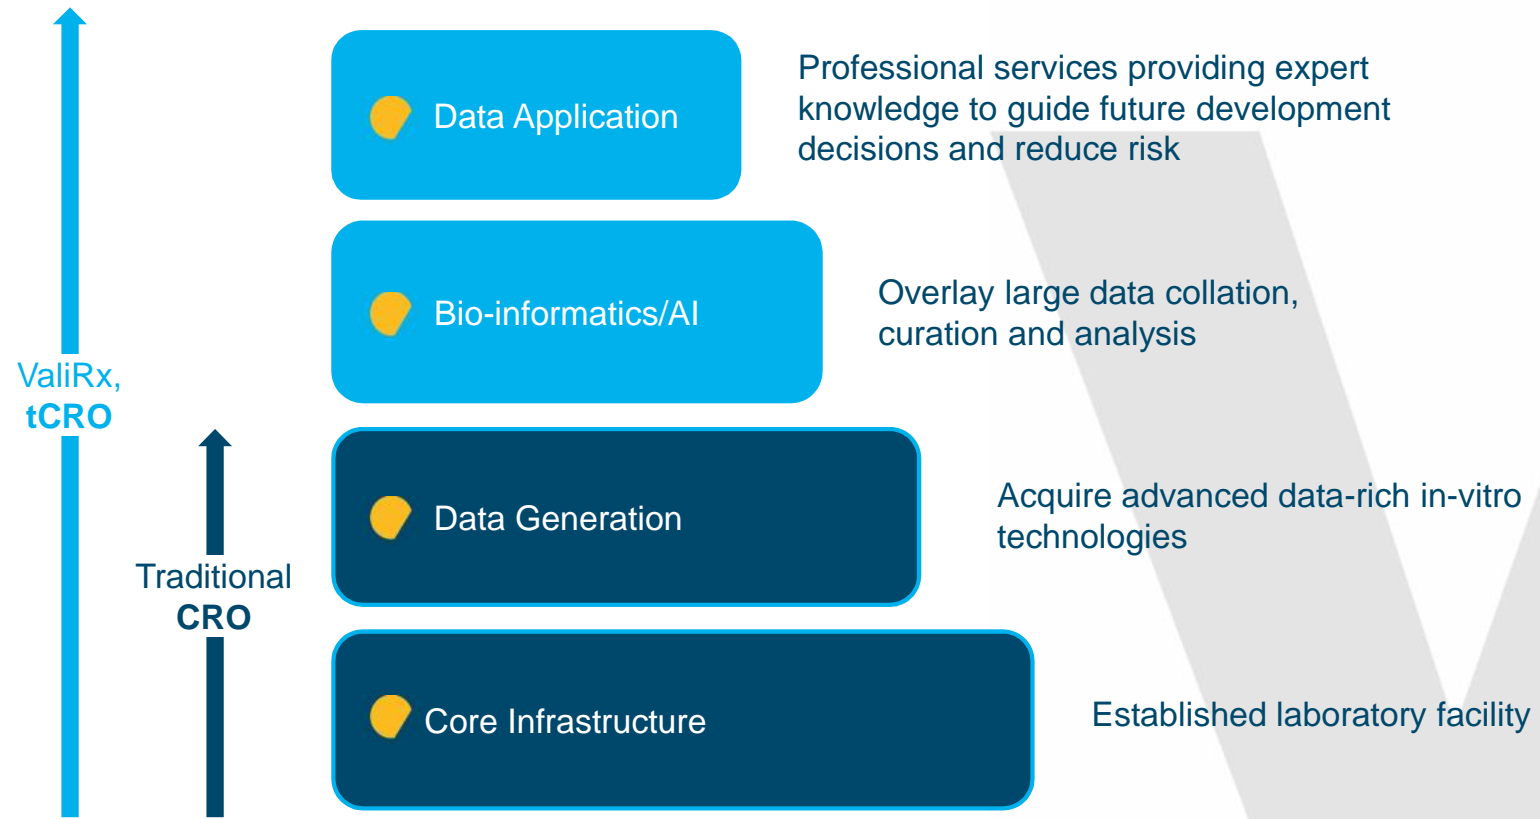 Data Application
Professional services providing expert
knowledge to guide future development
decisions and reduce risk
Bio-informatics/AI
Overlay large data collation,
curation and analysis
ValiRx,
tCRO
Data Generation
Acquire advanced data-rich in-vitro
technologies
Traditional
CRO
Core Infrastructure
Established laboratory facility